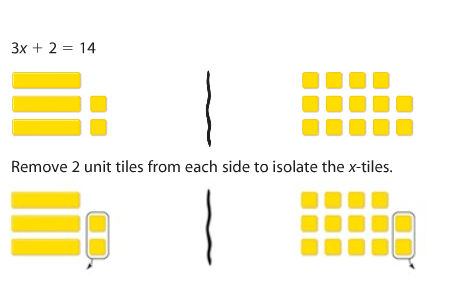 3x + 2 = 14
Remove 2 unit tiles from each side to isolate the x-tiles.